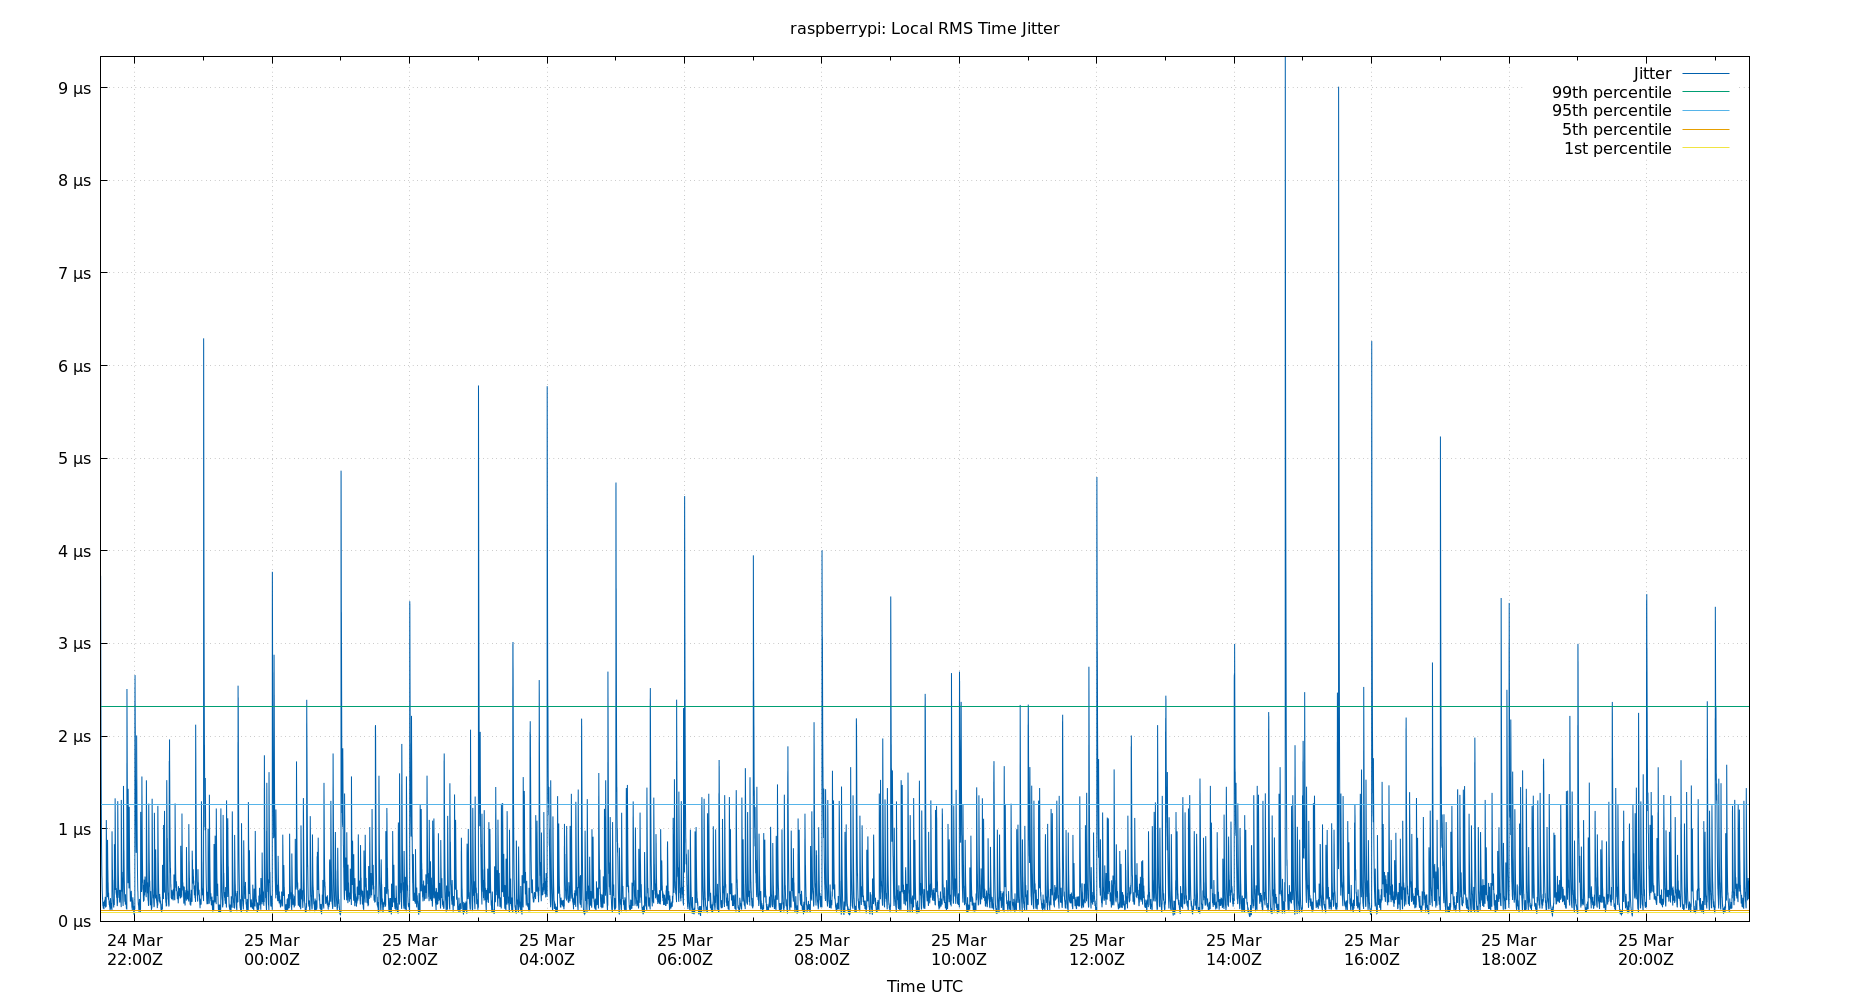 raspberrypi: Local RMS Time Jitter
Jitter
99th percentile
95th percentile
5th percentile
1st percentile
9 µs
8 µs
7 µs
6 µs
5 µs
4 µs
3 µs
2 µs
1 µs
0 µs
24 Mar 25 Mar 25 Mar 25 Mar 25 Mar 25 Mar 25 Mar 25 Mar 25 Mar 25 Mar 25 Mar 25 Mar
22:00Z 00:00Z 02:00Z 04:00Z 06:00Z 08:00Z 10:00Z 12:00Z 14:00Z 16:00Z 18:00Z 20:00Z
Time UTC